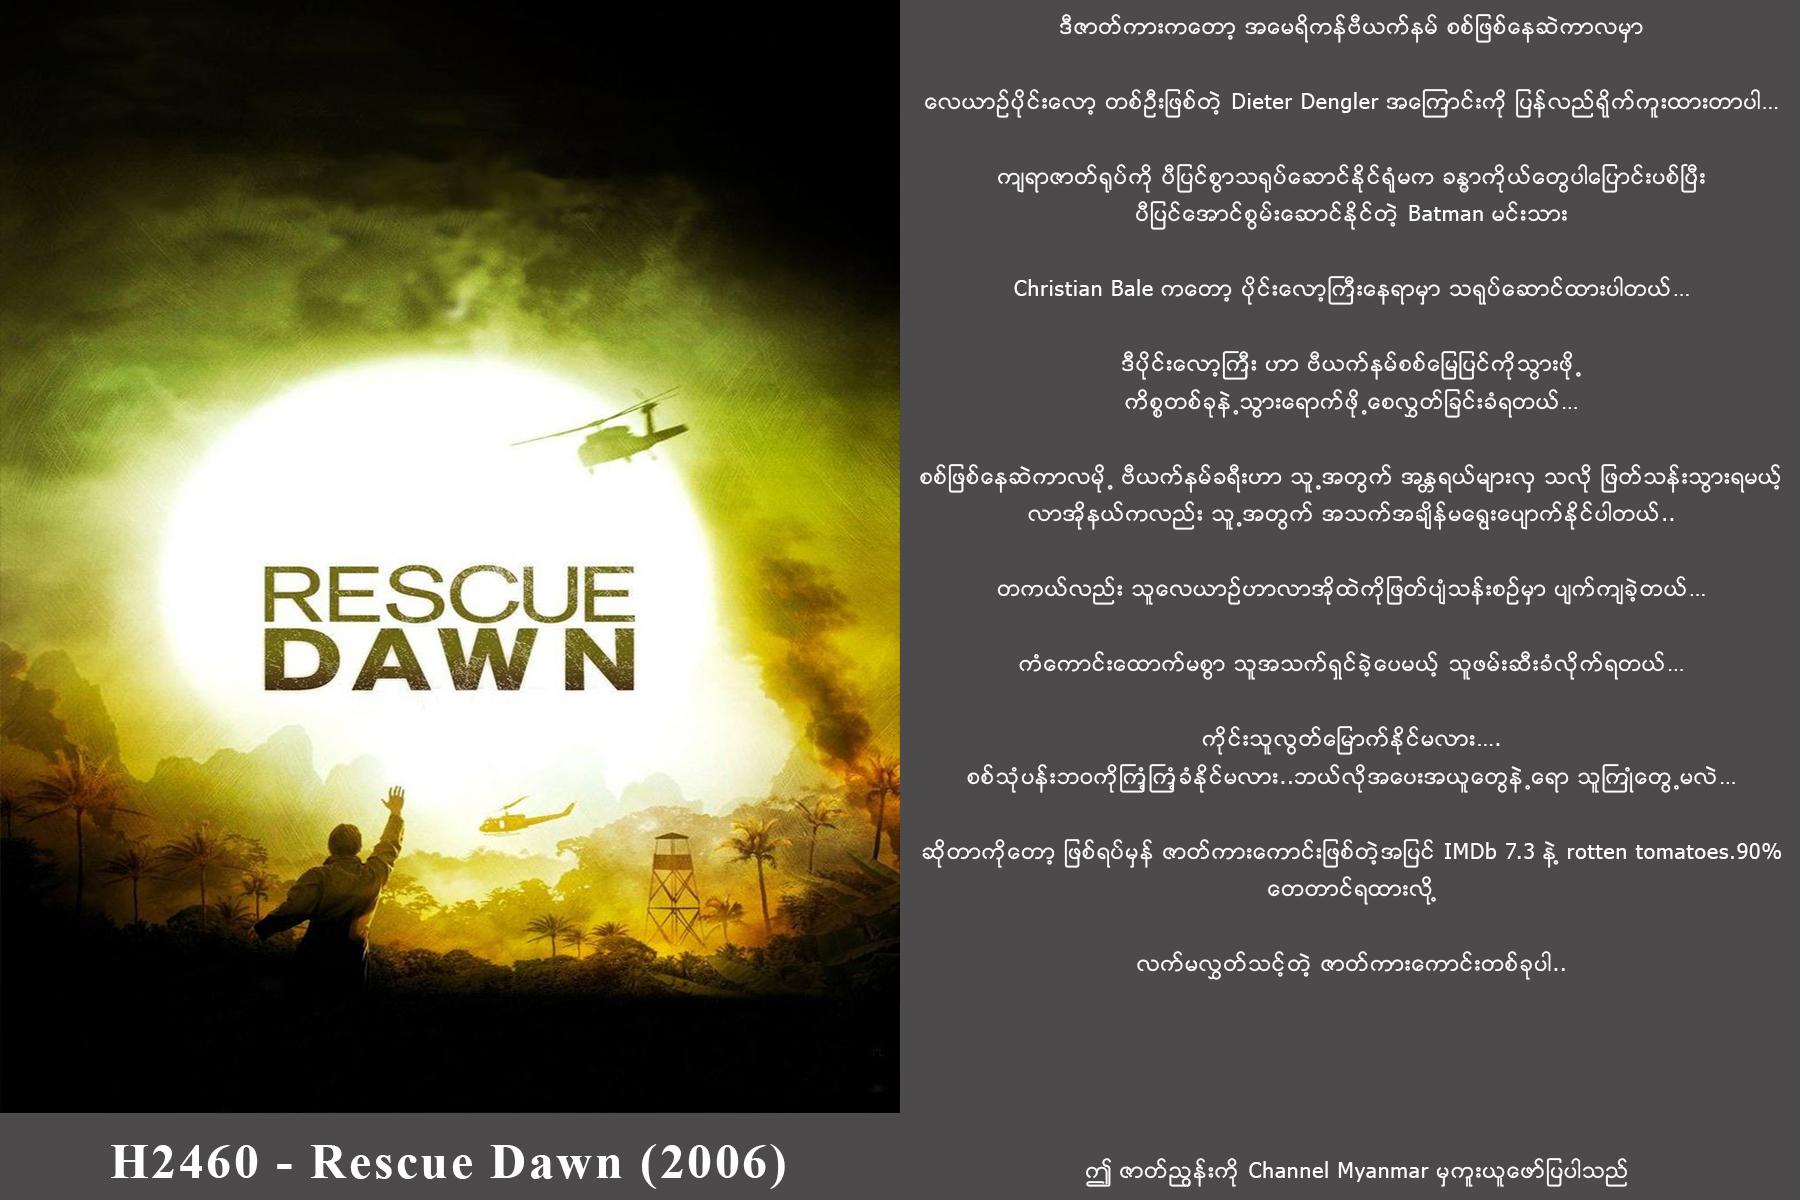 RESCUE
DAWN
H2460 - Rescue Dawn (2006)
ဒီဇာတ်ကားကတော့ အမေရိကန်ဗီယက်နမ် စစ်ဖြစ်နေဆဲကာလမှာ
လေယာဉ်ပိုင်းလော့ တစ်ဦးဖြစ်တဲ့ Dieter Dengler အကြောင်းကို ပြန်လည်ရိုက်ကူးထားတာပါ...
ကျရာဇာတ်ရုပ်ကို ပီပြင်စွာသရုပ်ဆောင်နိုင်ရုံမက ခန္ဓာကိုယ်တွေပါပြောင်းပစ်ပြီး
ပီပြင်အောင်စွမ်းဆောင်နိုင်တဲ့ Batman မင်းသား
Christian Bale ကတော့ ပိုင်းလော့ကြီးနေရာမှာ သရုပ်ဆောင်ထားပါတယ်...
ဒီပိုင်းလော့ကြီး ဟာ ဗီယက်နမ်စစ်မြေပြင်ကိုသွားဖို့
ကိစ္စတစ်ခုနဲ့သွားရောက်ဖို့စေလွှတ်ခြင်းခံရတယ်...
စစ်ဖြစ်နေဆဲကာလမို့ ဗီယက်နမ်ခရီးဟာ သူ့အတွက် အန္တရယ်များလှ သလို ဖြတ်သန်းသွားရမယ့်
လာအိုနယ်ကလည်း သူ့အတွက် အသက်အချိန်မရွေးပျောက်နိုင်ပါတယ်..
တကယ်လည်း သူလေယာဉ်ဟာလာအိုထဲကိုဖြတ်ပျံသန်းစဉ်မှာ ပျက်ကျခဲ့တယ်...
ကံကောင်းထောက်မစွာ သူအသက်ရှင်ခဲ့ပေမယ့် သူဖမ်းဆီးခံလိုက်ရတယ်...
ကိုင်းသူလွတ်မြောက်နိုင်မလား....
စစ်သုံပန်းဘဝကိုကြံ့ကြံ့ခံနိုင်မလား..ဘယ်လိုအပေးအယူတွေနဲ့ရော သူကြုံတွေ့မလဲ...
ဆိုတာကိုတော့ ဖြစ်ရပ်မှန် ဇာတ်ကားကောင်းဖြစ်တဲ့အပြင် IMDb 7.3 နဲ့ rotten tomatoes.90%
တေတာင်ရထားလို့
လက်မလွှတ်သင့်တဲ့ ဇာတ်ကားကောင်းတစ်ခုပါ..
ဤ ဇာတ်ညွှန်းကို Channel Myanmar မှကူးယူဖော်ပြပါသည်